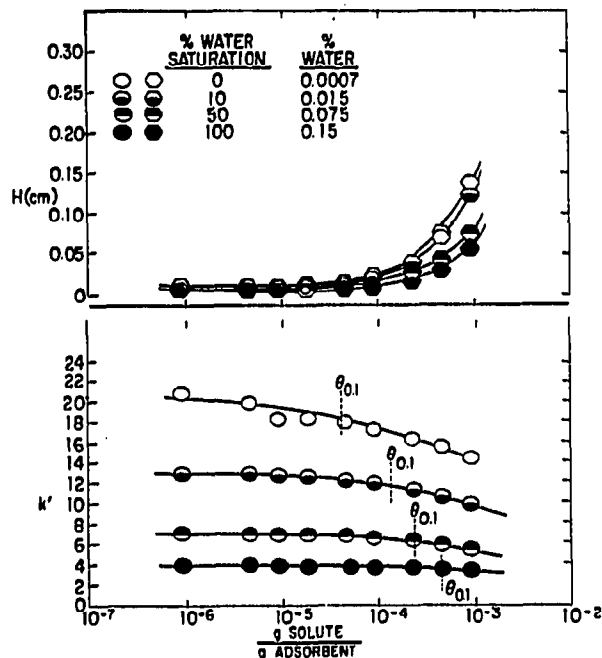 0.30
0.25
0.20
0.15
0.10
0.05
0
H(cm)
% WATER SATURATION
% WATER
0 0.0007
10 0.015
50 0.075
100 0.15
24
22
20
18
16
14
12
10
8
6
4
2
0
k'
θ0.1
θ0.1
θ0.1
θ0.1
10-7 10-6 10-5 10-4 10-3 10-2
g SOLUTE
g ADSORBENT